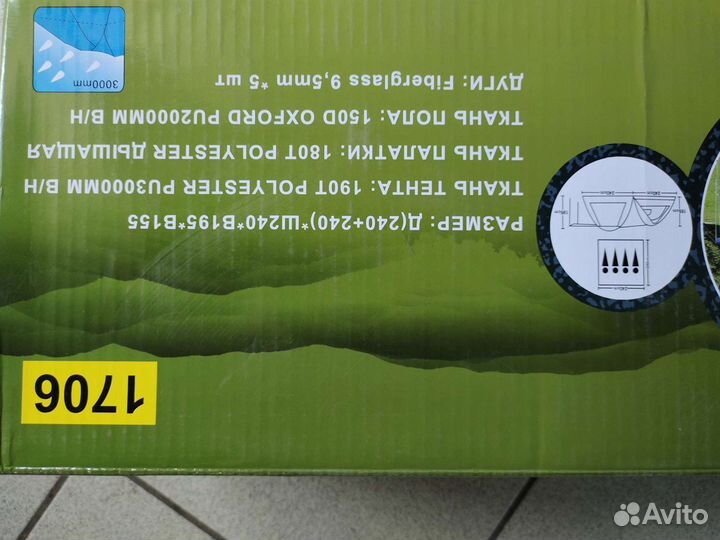 1706
РАЗМЕР: Д(240+240)*Ш240*В195*В155
ТКАНЬ ТЕНТА: 190T POLYESTER PU3000MM В/Н
ТКАНЬ ПАЛАТКИ: 180T POLYESTER ДЫШАЩАЯ
ТКАНЬ ПОЛА: 150D OXFORD PU2000MM В/Н
ДУГИ: Fiberglass 9,5mm *5 шт
3000mm
Avito